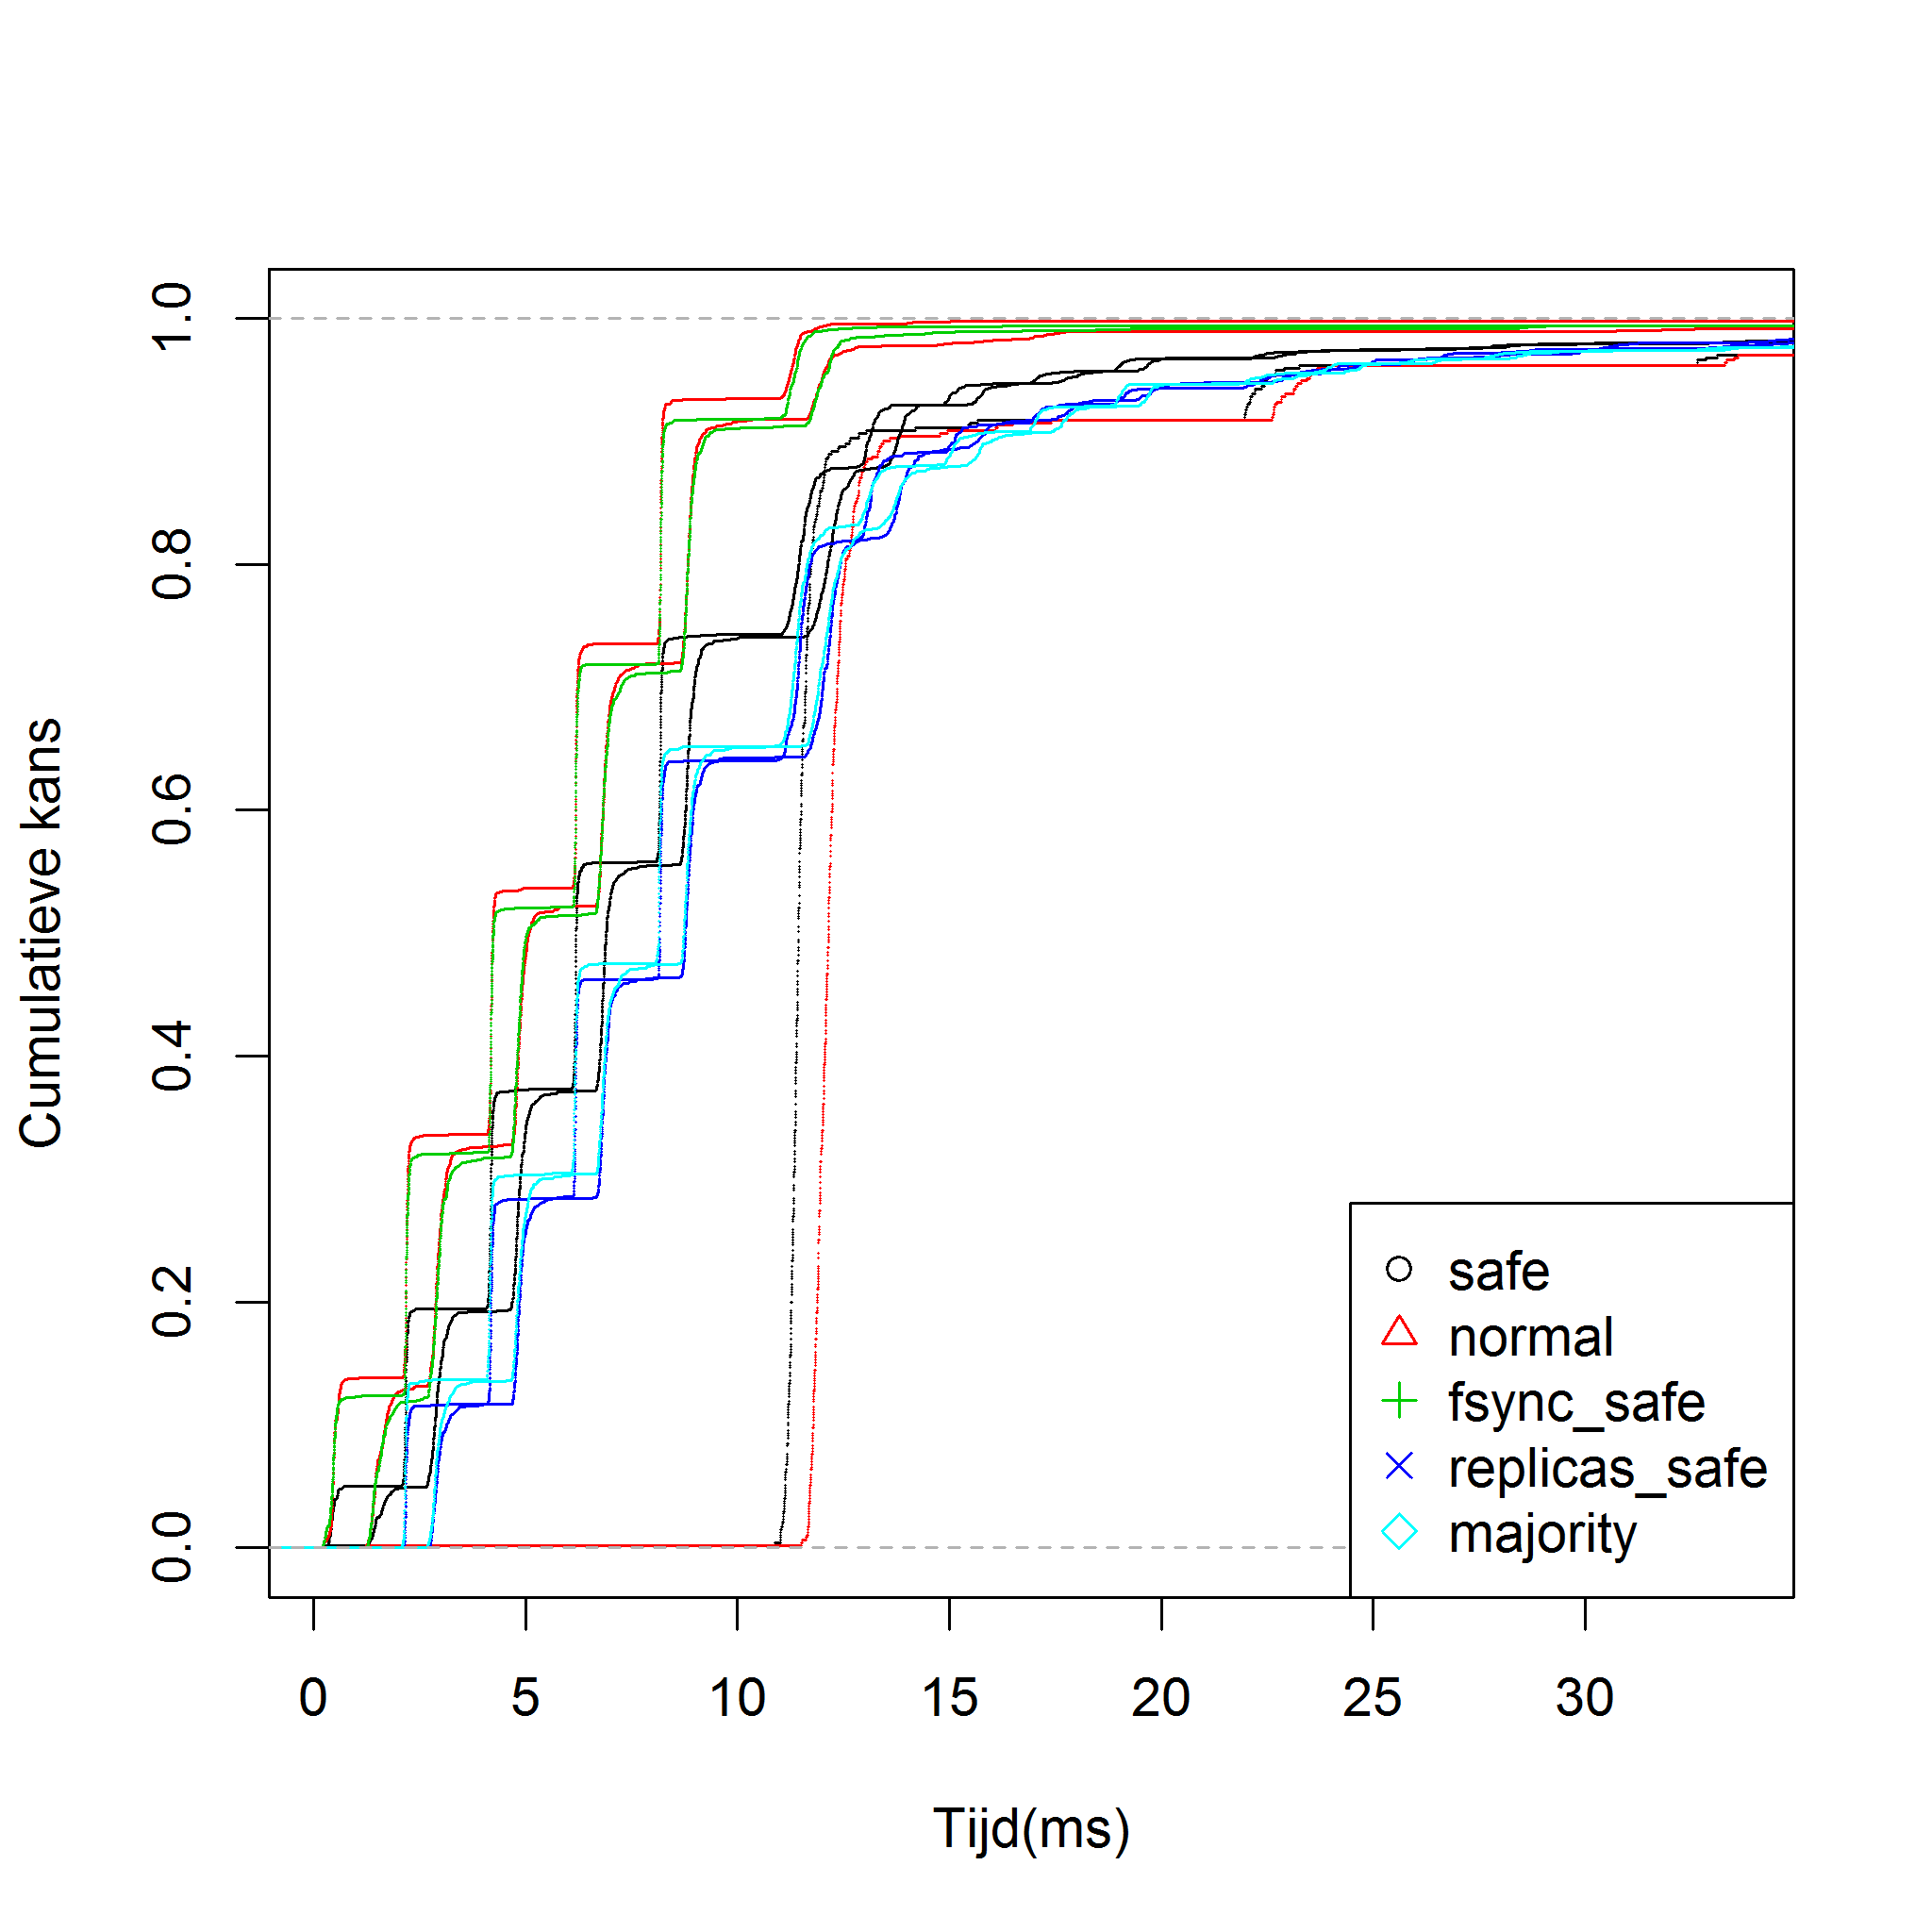 Cumulatieve kans
1.0
0.8
0.6
0.4
0.2
0.0
safe
normal
fsync_safe
replicas_safe
majority
0 5 10 15 20 25 30
Tijd(ms)